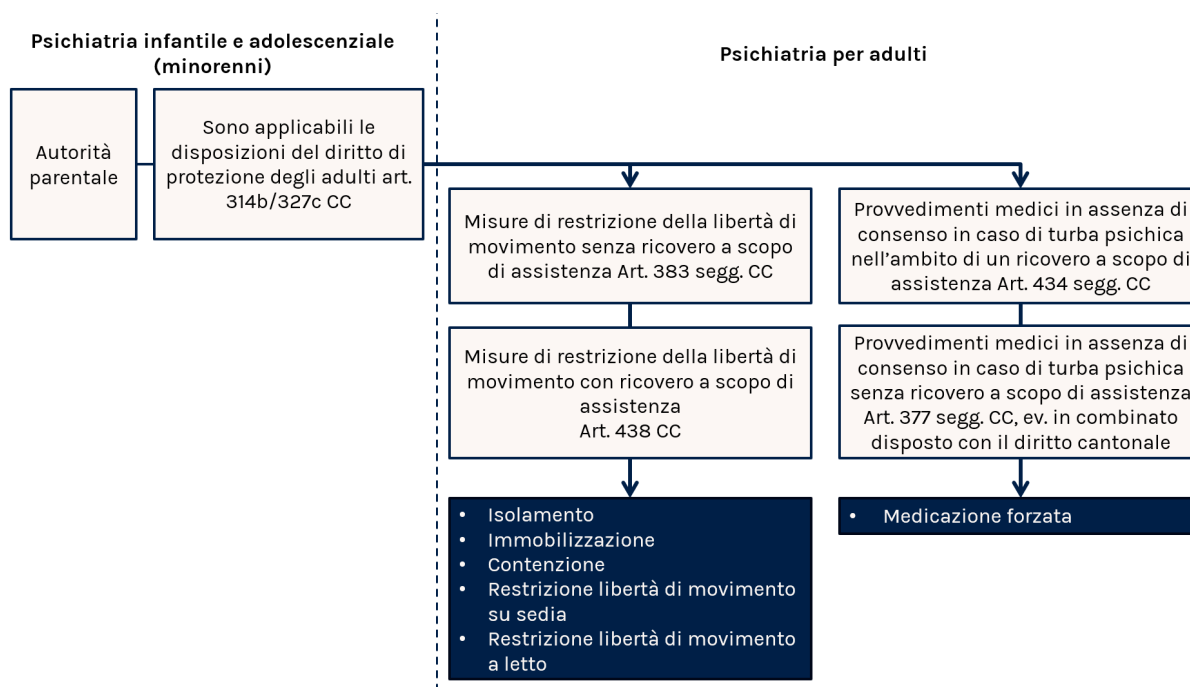 Psichiatria infantile e adolescenziale
(minorenni)
Psichiatria per adulti
Autorità
parentale
Sono applicabili le
disposizioni del diritto di
protezione degli adulti art.
314b/327c CC
Misure di restrizione della libertà di
movimento senza ricovero a scopo
di assistenza Art. 383 segg. CC
Provvedimenti medici in assenza di
consenso in caso di turba psichica
nell’ambito di un ricovero a scopo di
assistenza Art. 434 segg. CC
Misure di restrizione della libertà di
movimento con ricovero a scopo di
assistenza
Art. 438 CC
Provvedimenti medici in assenza di
consenso in caso di turba psichica
senza ricovero a scopo di assistenza
Art. 377 segg. CC, ev. in combinato
disposto con il diritto cantonale
• Isolamento
• Immobilizzazione
• Contenzione
• Restrizione libertà di movimento
su sedia
• Restrizione libertà di movimento
a letto
• Medicazione forzata